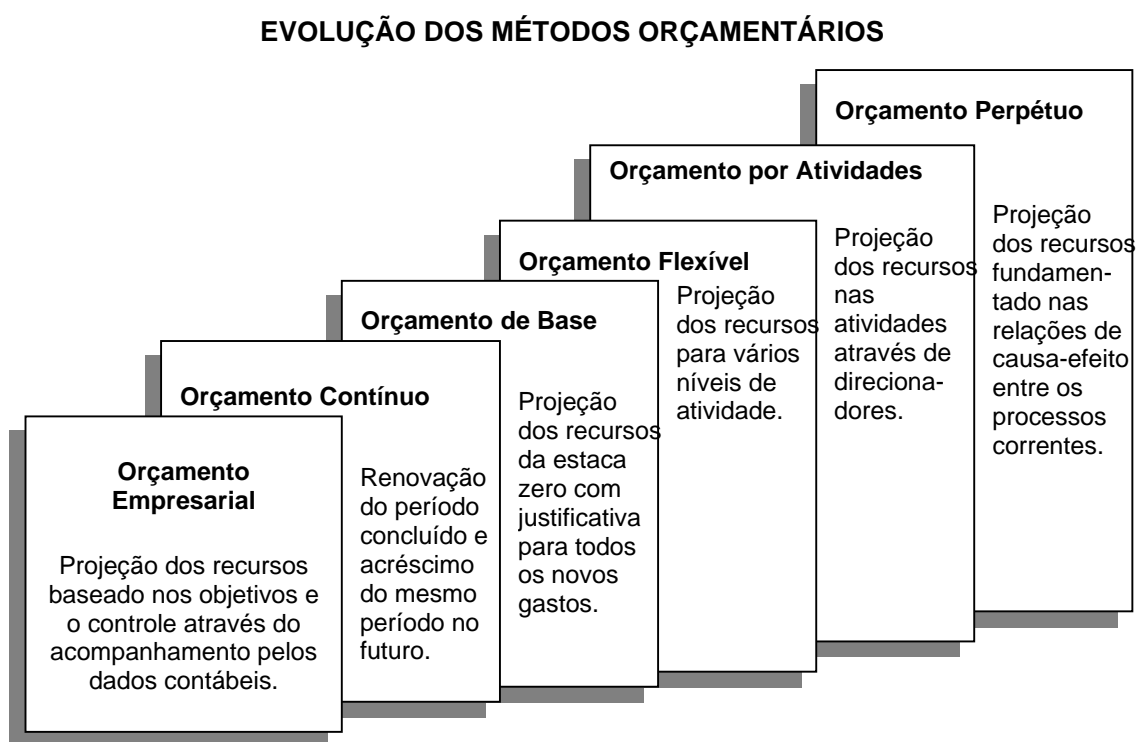 EVOLUÇÃO DOS MÉTODOS ORÇAMENTÁRIOS
Orçamento
Empresarial
Projeção dos recursos
baseado nos objetivos e
o controle através do
acompanhamento pelos
dados contábeis.
Orçamento Contínuo
Renovação
do período
concluído e
acréscimo
do mesmo
período no
futuro.
Orçamento de Base
Projeção
dos recursos
da estaca
zero com
justificativa
para todos
os novos
gastos.
Orçamento Flexível
Projeção
dos recursos
para vários
níveis de
atividade.
Orçamento por Atividades
Projeção
dos recursos
nas
atividades
através de
direciona-
dores.
Orçamento Perpétuo
Projeção
dos recursos
fundamen-
tado nas
relações de
causa-efeito
entre os
processos
correntes.